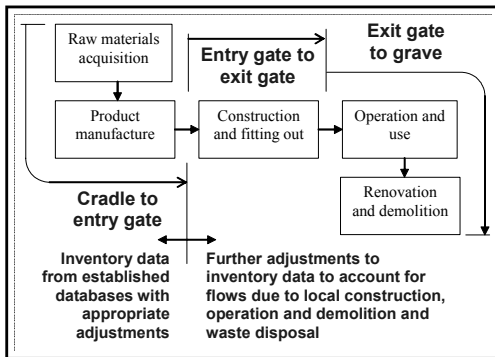 Raw materials
acquisition
Entry gate to
exit gate
Exit gate
to grave
Product
manufacture
Construction
and fitting out
Operation and
use
Renovation
and demolition
Cradle to
entry gate
Inventory data
from established
databases with
appropriate
adjustments
Further adjustments to
inventory data to account for
flows due to local construction,
operation and demolition and
waste disposal